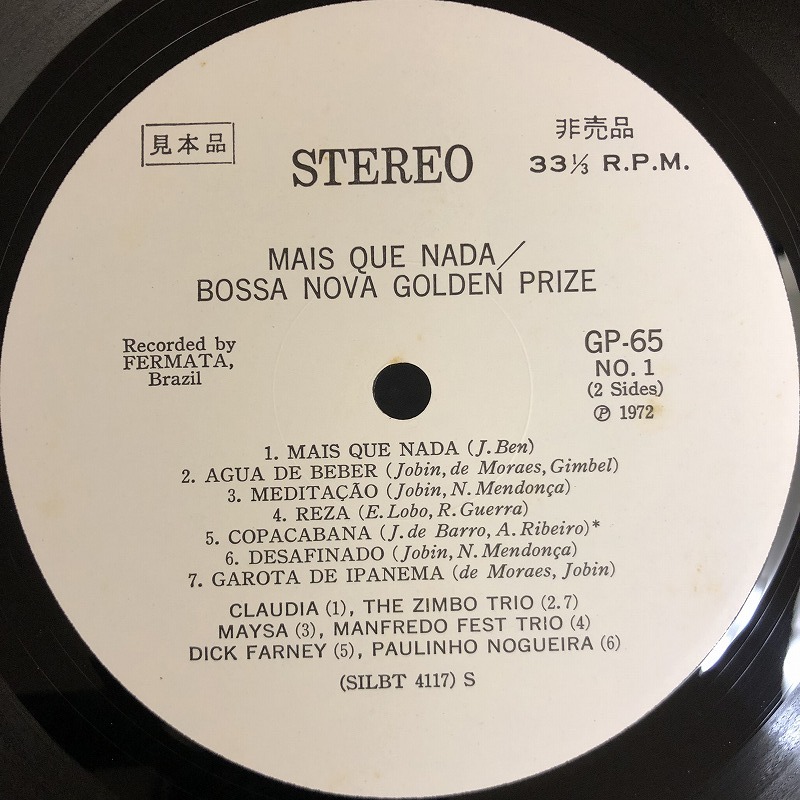 見本品
STEREO
非売品
33⅓ R.P.M.
MAIS QUE NADA/
BOSSA NOVA GOLDEN PRIZE
Recorded by
FERMATA,
Brazil
GP-65
NO. 1
(2 Sides)
Ⓟ 1972
1. MAIS QUE NADA (J. Ben)
2. AGUA DE BEBER (Jobin, de Moraes, Gimbel)
3. MEDITAÇÃO (Jobin, N. Mendonça)
4. REZA (E. Lobo, R. Guerra)
5. COPACABANA (J. de Barro, A. Ribeiro)*
6. DESAFINADO (Jobin, N. Mendonça)
7. GAROTA DE IPANEMA (de Moraes, Jobin)
CLAUDIA (1), THE ZIMBO TRIO (2.7)
MAYSA (3), MANFREDO FEST TRIO (4)
DICK FARNEY (5), PAULINHO NOGUEIRA (6)
(SILBT 4117) S